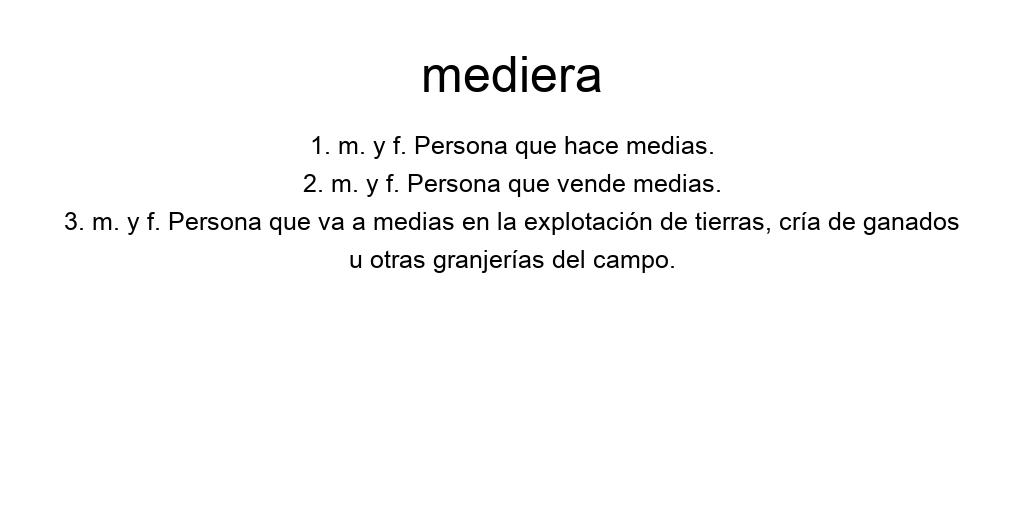 mediera
1. m. y f. Persona que hace medias.
2. m. y f. Persona que vende medias.
3. m. y f. Persona que va a medias en la explotación de tierras, cría de ganados
u otras granjerías del campo.